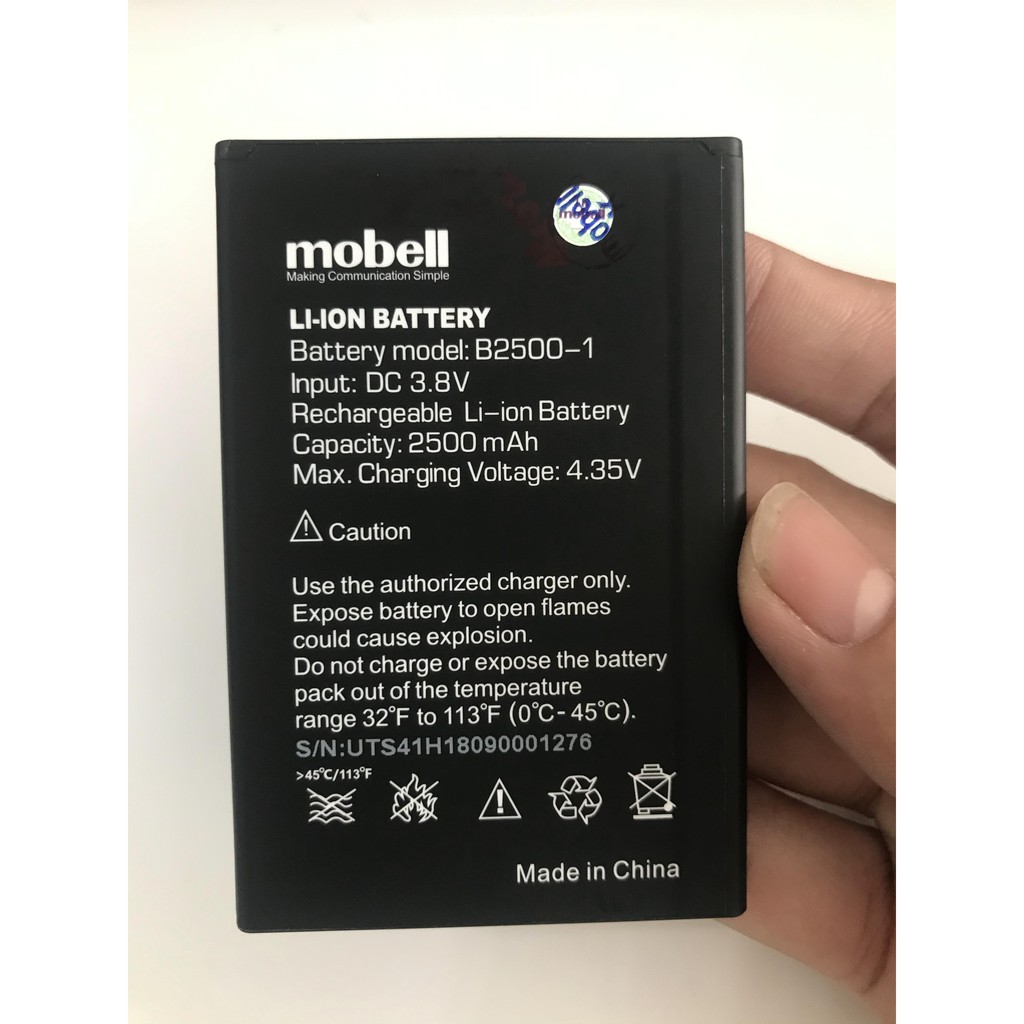 mobell
Making Communication Simple
LI-ION BATTERY
Battery model: B2500-1
Input: DC 3.8V
Rechargeable Li-ion Battery
Capacity: 2500 mAh
Max. Charging Voltage: 4.35V
Caution
Use the authorized charger only.
Expose battery to open flames
could cause explosion.
Do not charge or expose the battery
pack out of the temperature
range 32°F to 113°F (0°C- 45°C).
S/N:UTS41H18090001276
>45°C/113°F
Made in China